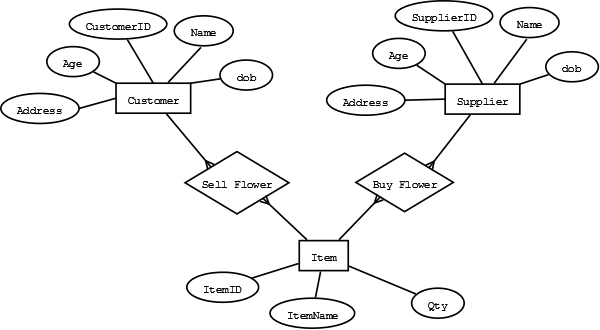 CustomerID
Name
Age
dob
Address
Customer
SupplierID
Name
Age
dob
Address
Supplier
Sell Flower
Buy Flower
Item
ItemID
ItemName
Qty